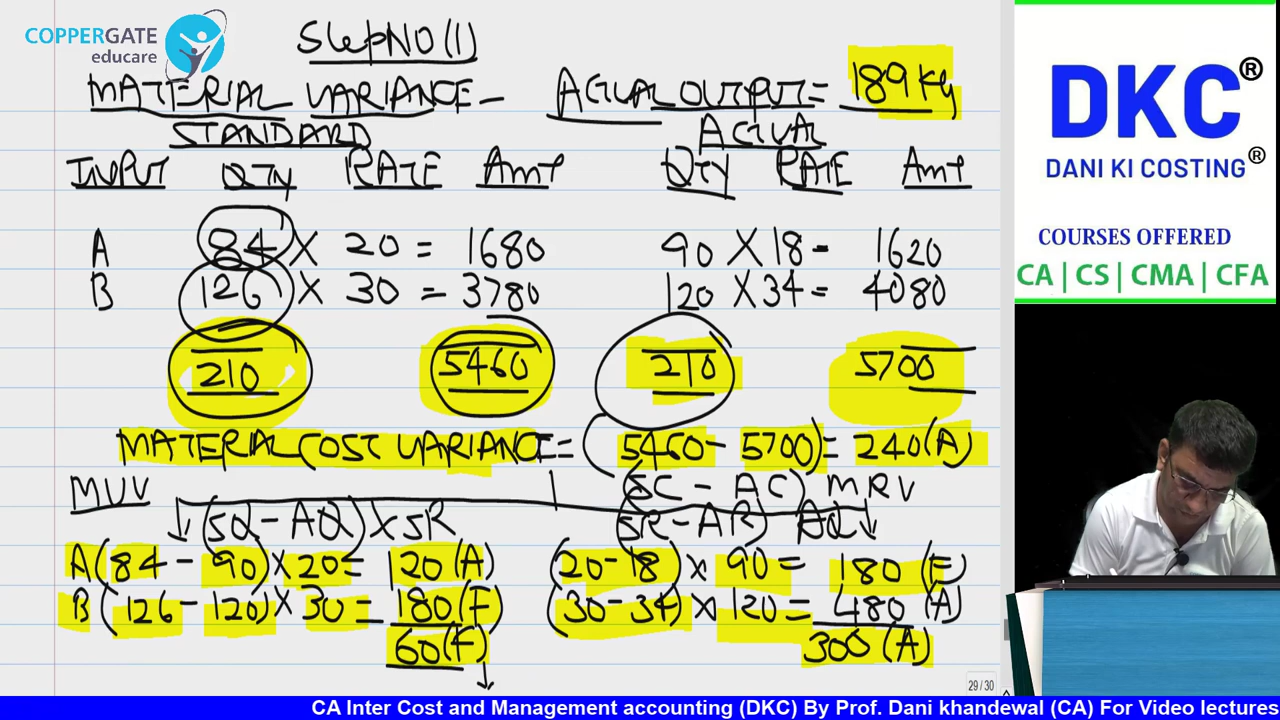 COPPERGATE
educare
Step NO (1)
MATERIAL VARIANCE - ACTUAL OUTPUT = 189 Kg
STANDARD ACTUAL
INPUT QTY RATE Amt QTY RATE Amt
A 84 X 20 = 1680 90 X 18 = 1620
B 126 X 30 = 3780 120 X 34 = 4080
210 5460 210 5700
MATERIAL COST VARIANCE = 5460 - 5700 = 240 (A)
MUV (SC - AC) MRV
(SQ - AQ) X SR (SR - AR) AQ
A (84 - 90) X 20 = 120 (A) (20 - 18) X 90 = 180 (F)
B (126 - 120) X 30 = 180 (F) (30 - 34) X 120 = 480 (A)
60 (F) 300 (A)
29 / 30
DKC®
DANI KI COSTING®
COURSES OFFERED
CA | CS | CMA | CFA
CA Inter Cost and Management accounting (DKC) By Prof. Dani khandewal (CA) For Video lectures